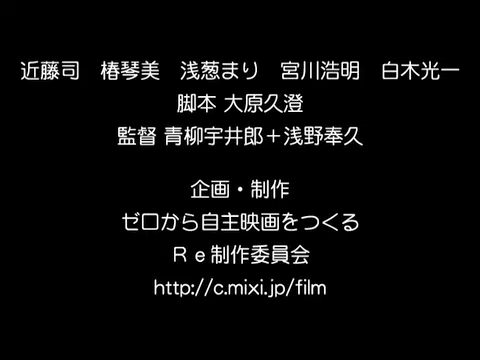 近藤司　椿琴美　浅葱まり　宮川浩明　白木光一
脚本 大原久澄
監督 青柳宇井郎＋浅野奉久
企画・制作
ゼロから自主映画をつくる
Ｒｅ制作委員会
http://c.mixi.jp/film